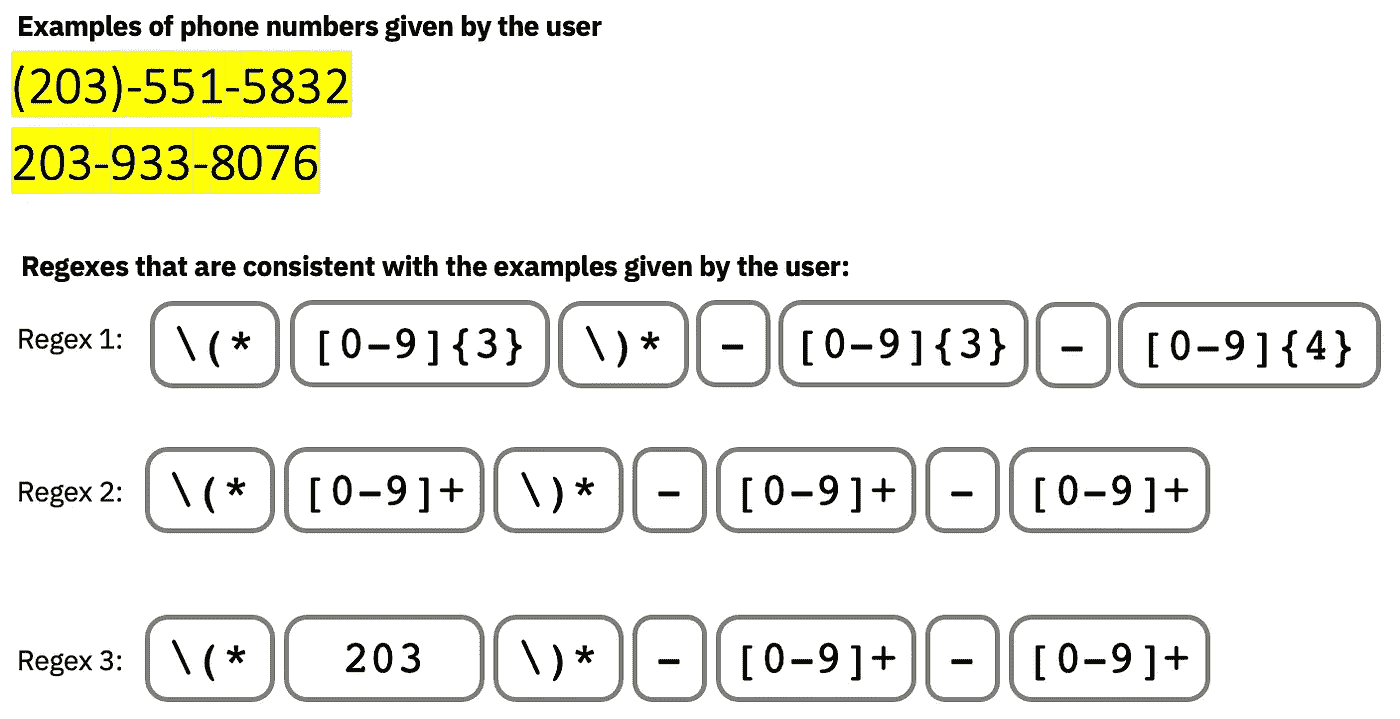 Examples of phone numbers given by the user
(203)-551-5832
203-933-8076
Regexes that are consistent with the examples given by the user:
Regex 1: \(* [0-9]{3} \)* - [0-9]{3} - [0-9]{4}
Regex 2: \(* [0-9]+ \)* - [0-9]+ - [0-9]+
Regex 3: \(* 203 \)* - [0-9]+ - [0-9]+